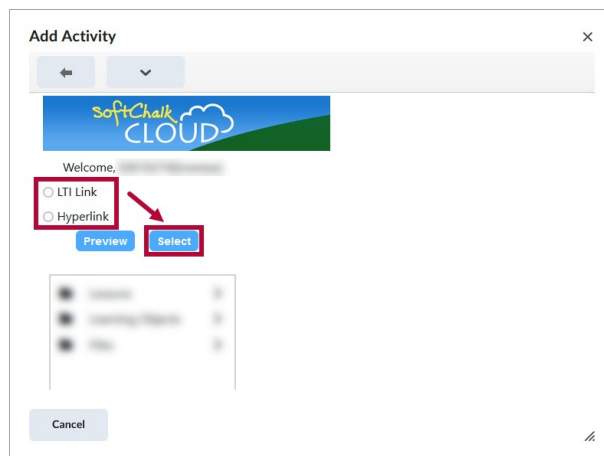 Add Activity
SoftChalk
CLOUD
Welcome,
LTI Link
Hyperlink
Preview Select
Cancel